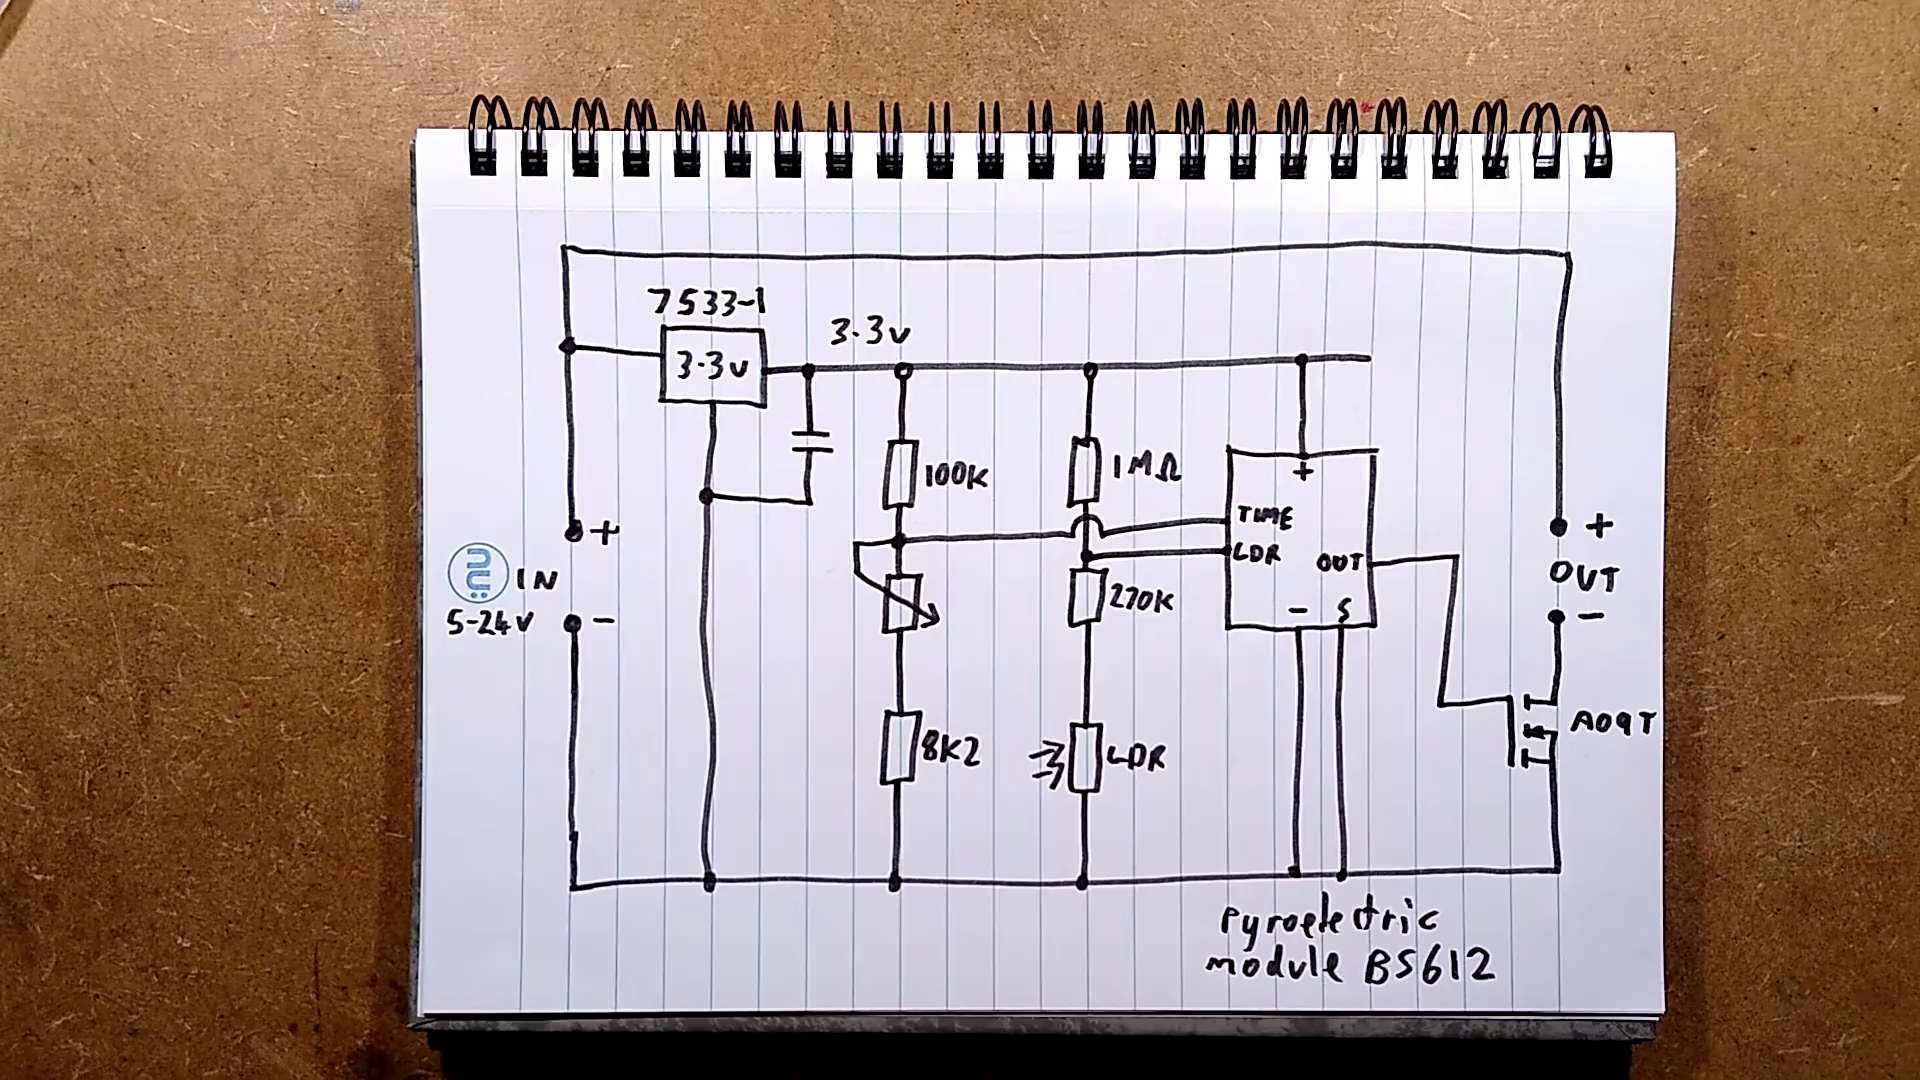 7533-1
3.3v
3.3v
100K
1MΩ
+
TIME
LDR
OUT
- S
+
IN
5-24V -
270K
+
OUT
-
8K2
LDR
A09T
Pyroelectric
module BS612